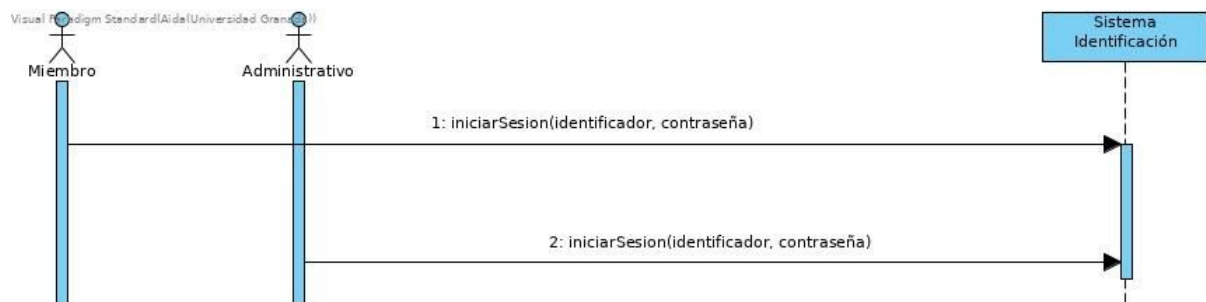 Visual Paradigm Standard(Aida(Universidad Granada))
Sistema
Identificación
Miembro
Administrativo
1: iniciarSesion(identificador, contraseña)
2: iniciarSesion(identificador, contraseña)